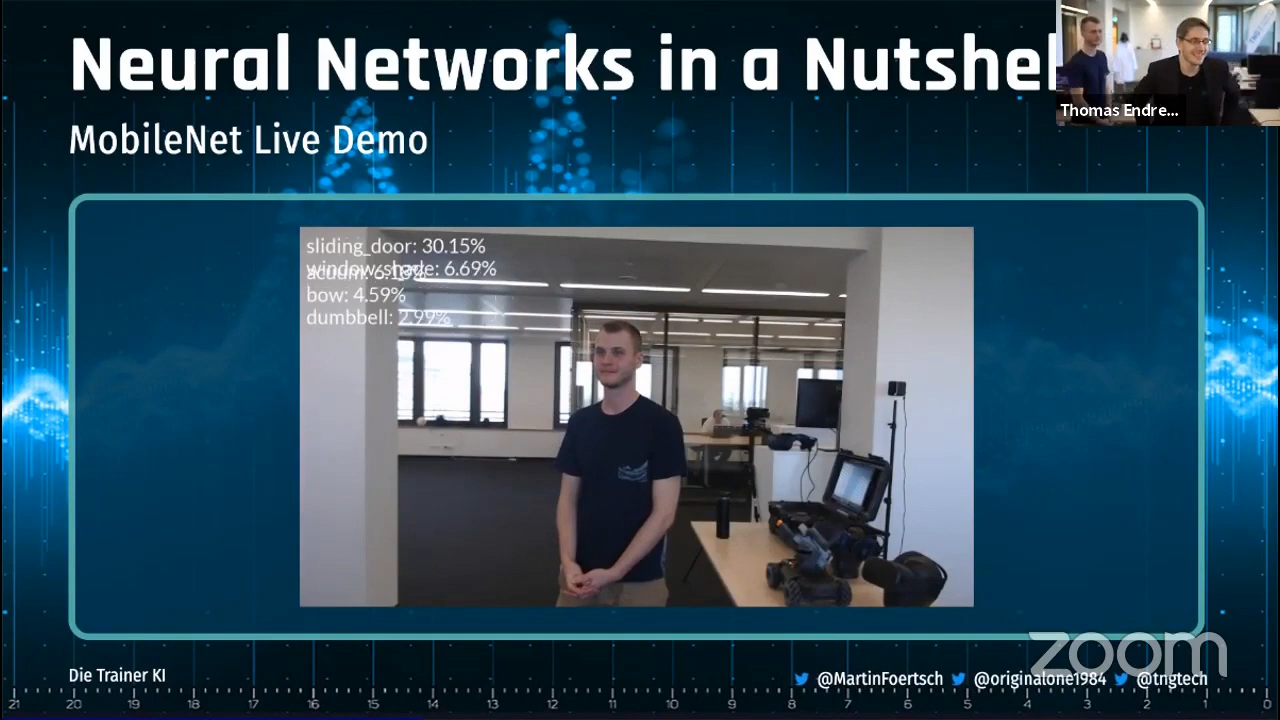 Neural Networks in a Nutshel
MobileNet Live Demo
Thomas Endre...
sliding_door: 30.15%
window_shade: 6.69%
bow: 4.59%
dumbbell: 2.99%
Die Trainer KI
@MartinFoertsch @originalone1984 @tngtech
zoom
21 20 19 18 17 16 15 14 13 12 11 10 9 8 7 6 5 4 3 2 1 0